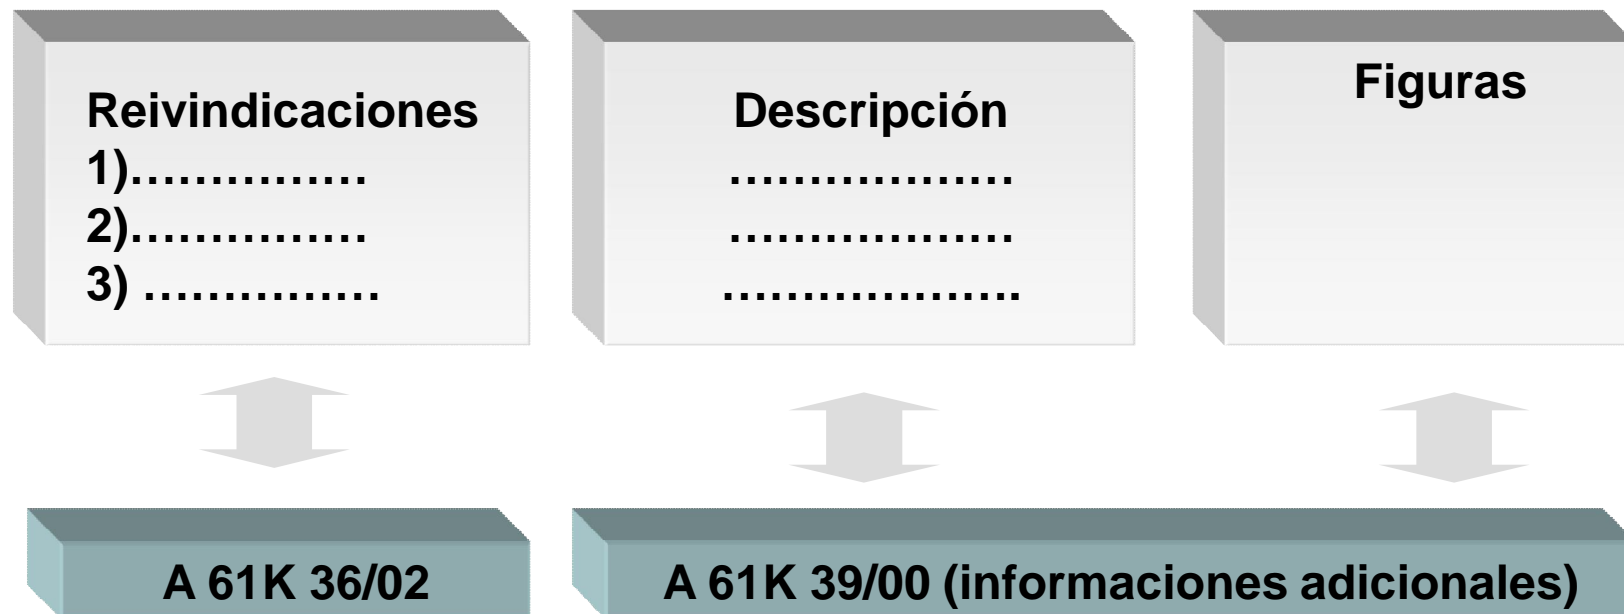 Reivindicaciones
1)……………
2)……………
3) ……………
Descripción
………………
………………
……………….
Figuras
A 61K 36/02
A 61K 39/00 (informaciones adicionales)